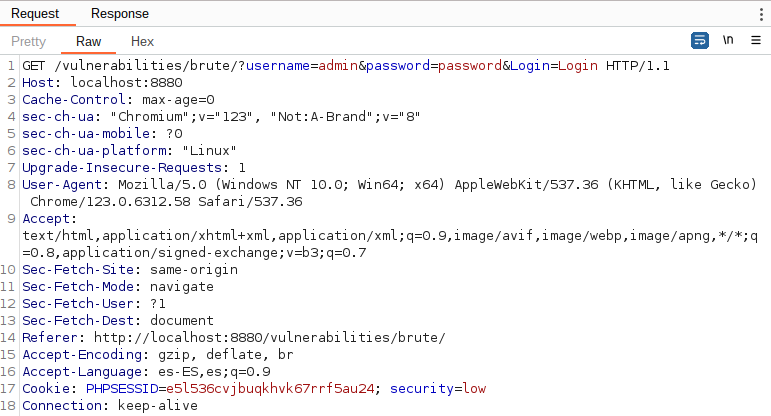 Request Response
Pretty Raw Hex \n
1 GET /vulnerabilities/brute/?username=admin&password=password&Login=Login HTTP/1.1
2 Host: localhost:8880
3 Cache-Control: max-age=0
4 sec-ch-ua: "Chromium";v="123", "Not:A-Brand";v="8"
5 sec-ch-ua-mobile: ?0
6 sec-ch-ua-platform: "Linux"
7 Upgrade-Insecure-Requests: 1
8 User-Agent: Mozilla/5.0 (Windows NT 10.0; Win64; x64) AppleWebKit/537.36 (KHTML, like Gecko)
Chrome/123.0.6312.58 Safari/537.36
9 Accept:
text/html,application/xhtml+xml,application/xml;q=0.9,image/avif,image/webp,image/apng,*/*;q
=0.8,application/signed-exchange;v=b3;q=0.7
10 Sec-Fetch-Site: same-origin
11 Sec-Fetch-Mode: navigate
12 Sec-Fetch-User: ?1
13 Sec-Fetch-Dest: document
14 Referer: http://localhost:8880/vulnerabilities/brute/
15 Accept-Encoding: gzip, deflate, br
16 Accept-Language: es-ES,es;q=0.9
17 Cookie: PHPSESSID=e5l536cvjbuqkhvk67rrf5au24; security=low
18 Connection: keep-alive